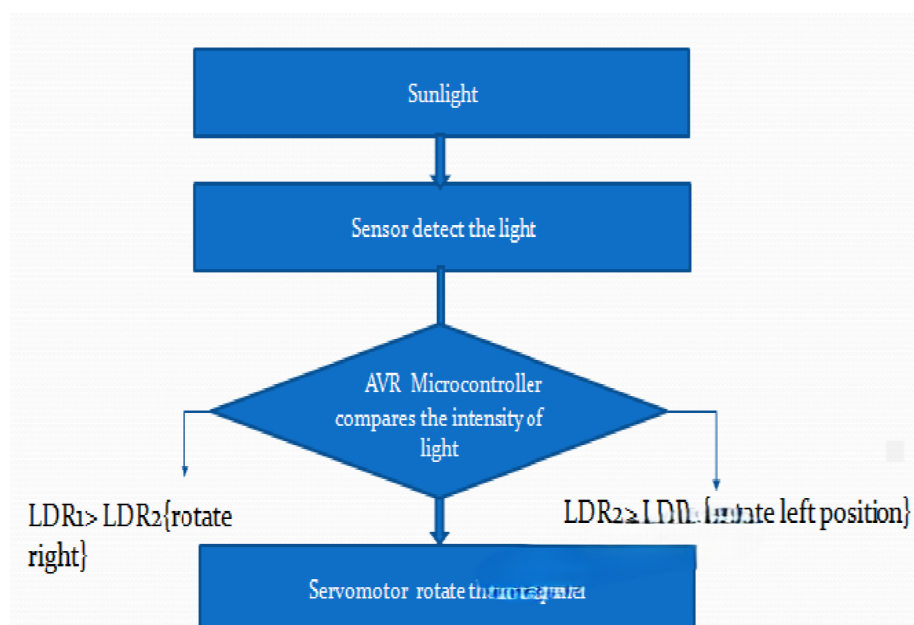 Sunlight
Sensor detect the light
AVR Microcontroller
compares the intensity of
light
LDR1> LDR2{rotate
right}
LDR2≥ left position}
Servomotor rotate